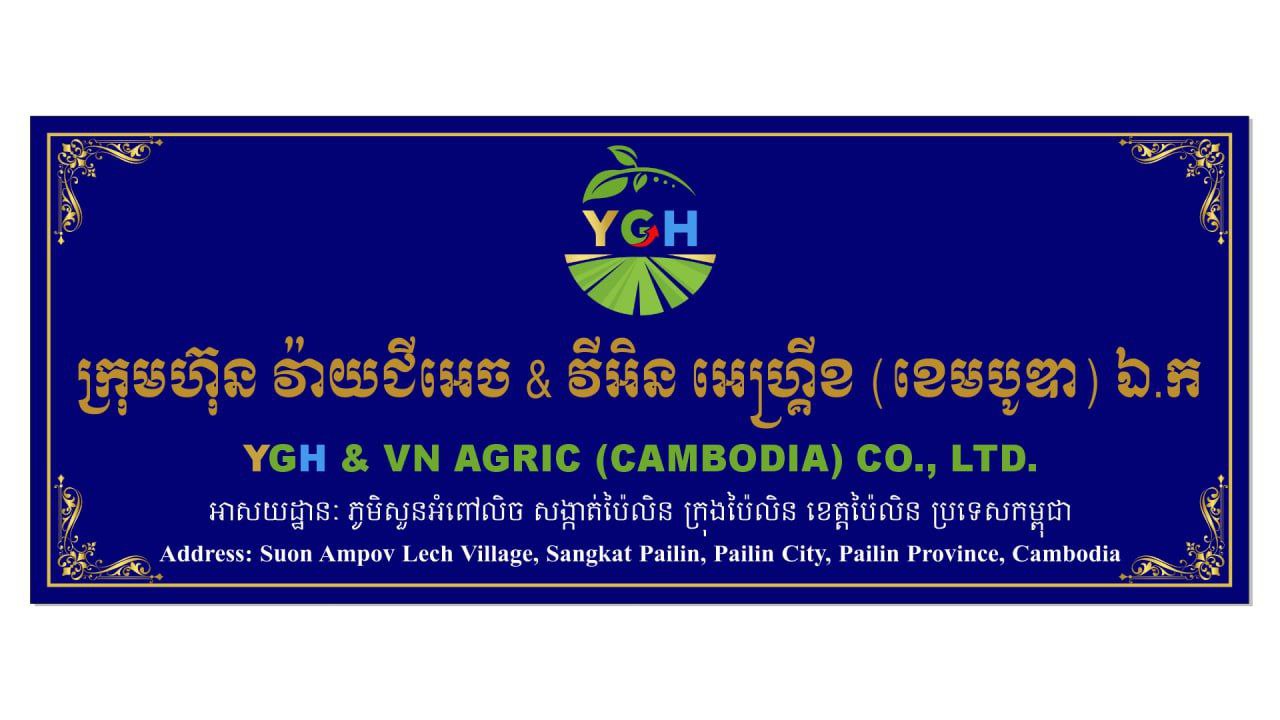 YGH
ក្រុមហ៊ុន វ៉ាយជីអេច & វីអិន អេហ្គ្រីខ (ខេមបូឌា) ឯ.ក
YGH & VN AGRIC (CAMBODIA) CO., LTD.
អាសយដ្ឋាន: ភូមិសួនអំពៅលិច សង្កាត់ប៉ៃលិន ក្រុងប៉ៃលិន ខេត្តប៉ៃលិន ប្រទេសកម្ពុជា
Address: Suon Ampov Lech Village, Sangkat Pailin, Pailin City, Pailin Province, Cambodia